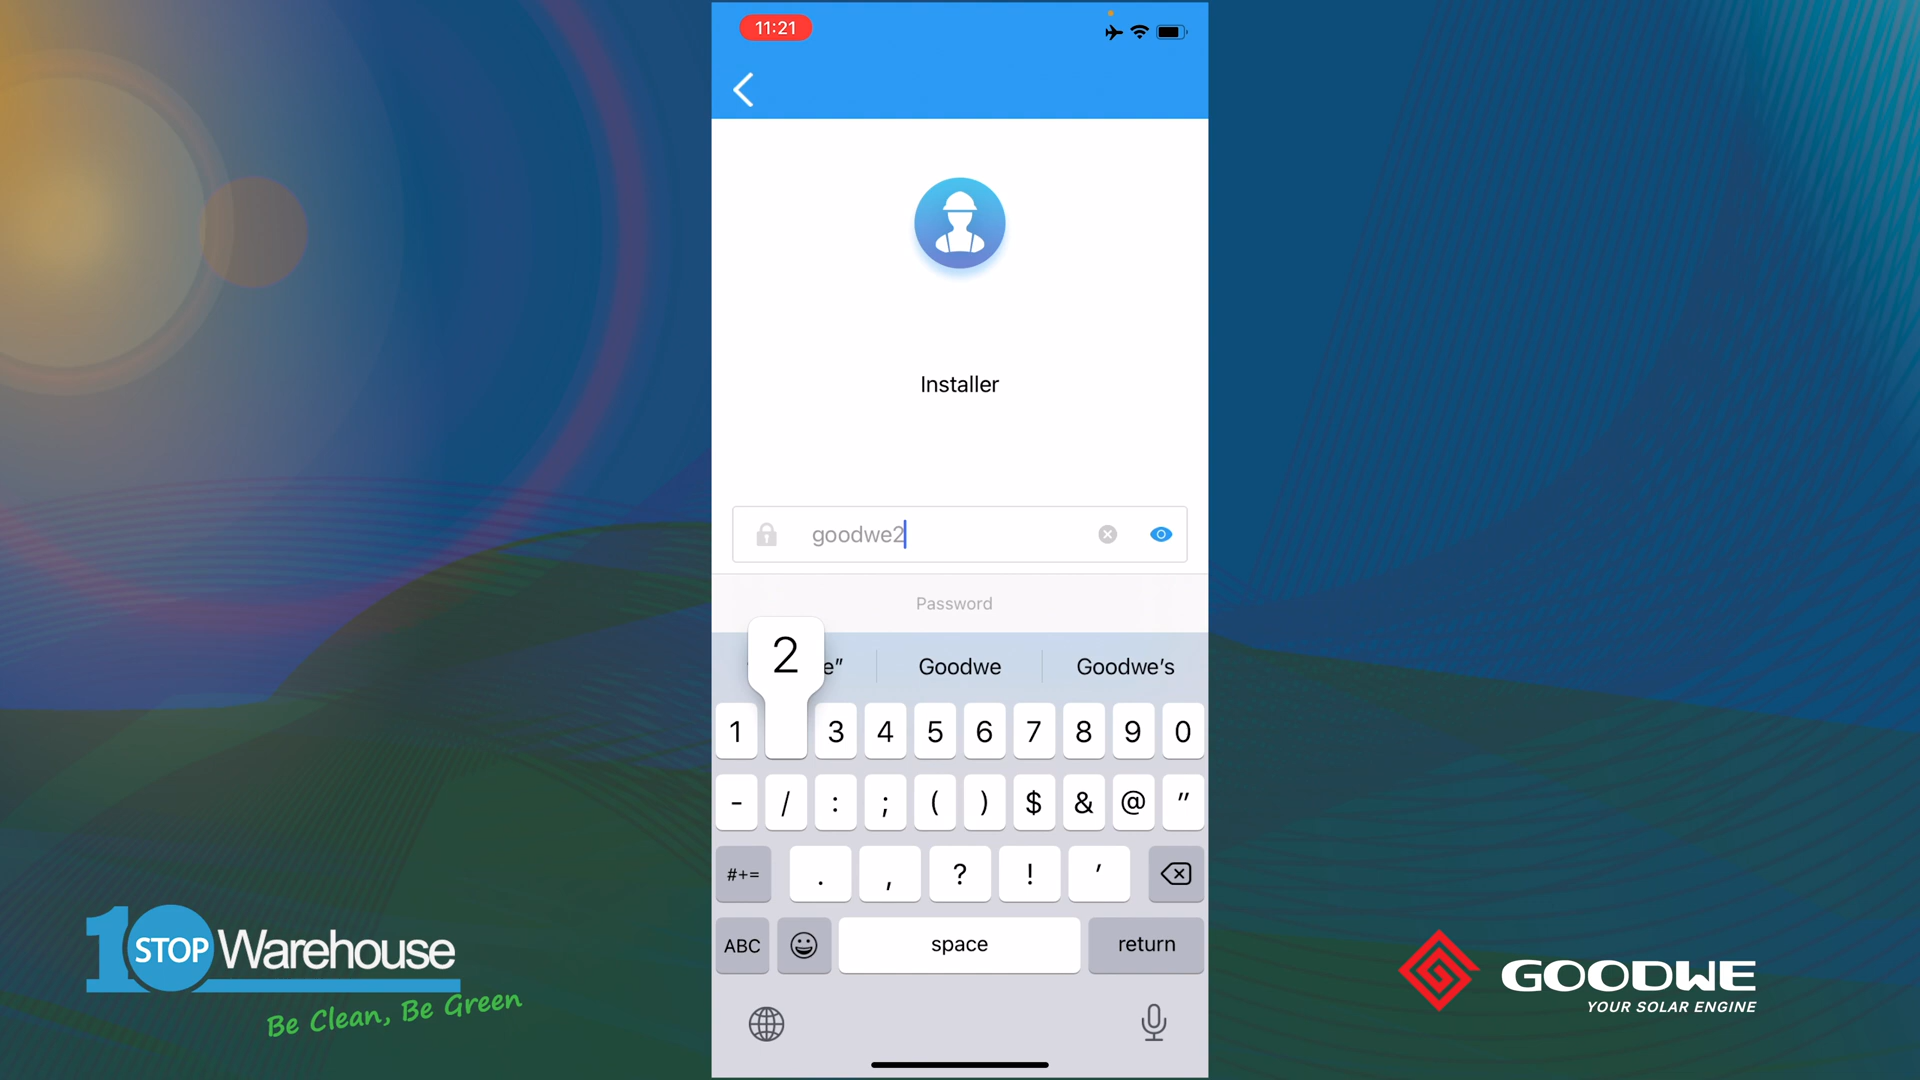 11:21
Installer
goodwe2
Password
2
e” Goodwe Goodwe’s
1 3 4 5 6 7 8 9 0
- / : ; ( ) $ & @ ”
#+= . , ? ! ’
ABC space return
1 STOP Warehouse
Be Clean, Be Green
GOODWE
YOUR SOLAR ENGINE